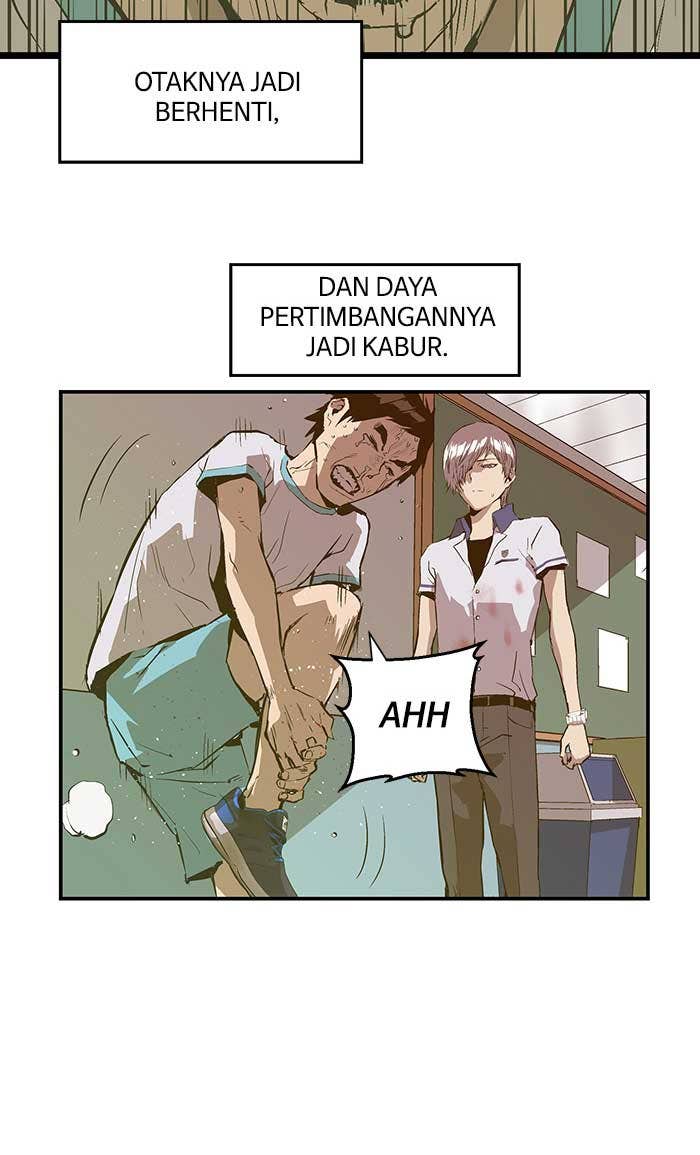 OTAKNYA JADI
BERHENTI,
DAN DAYA
PERTIMBANGANNYA
JADI KABUR.
AHH